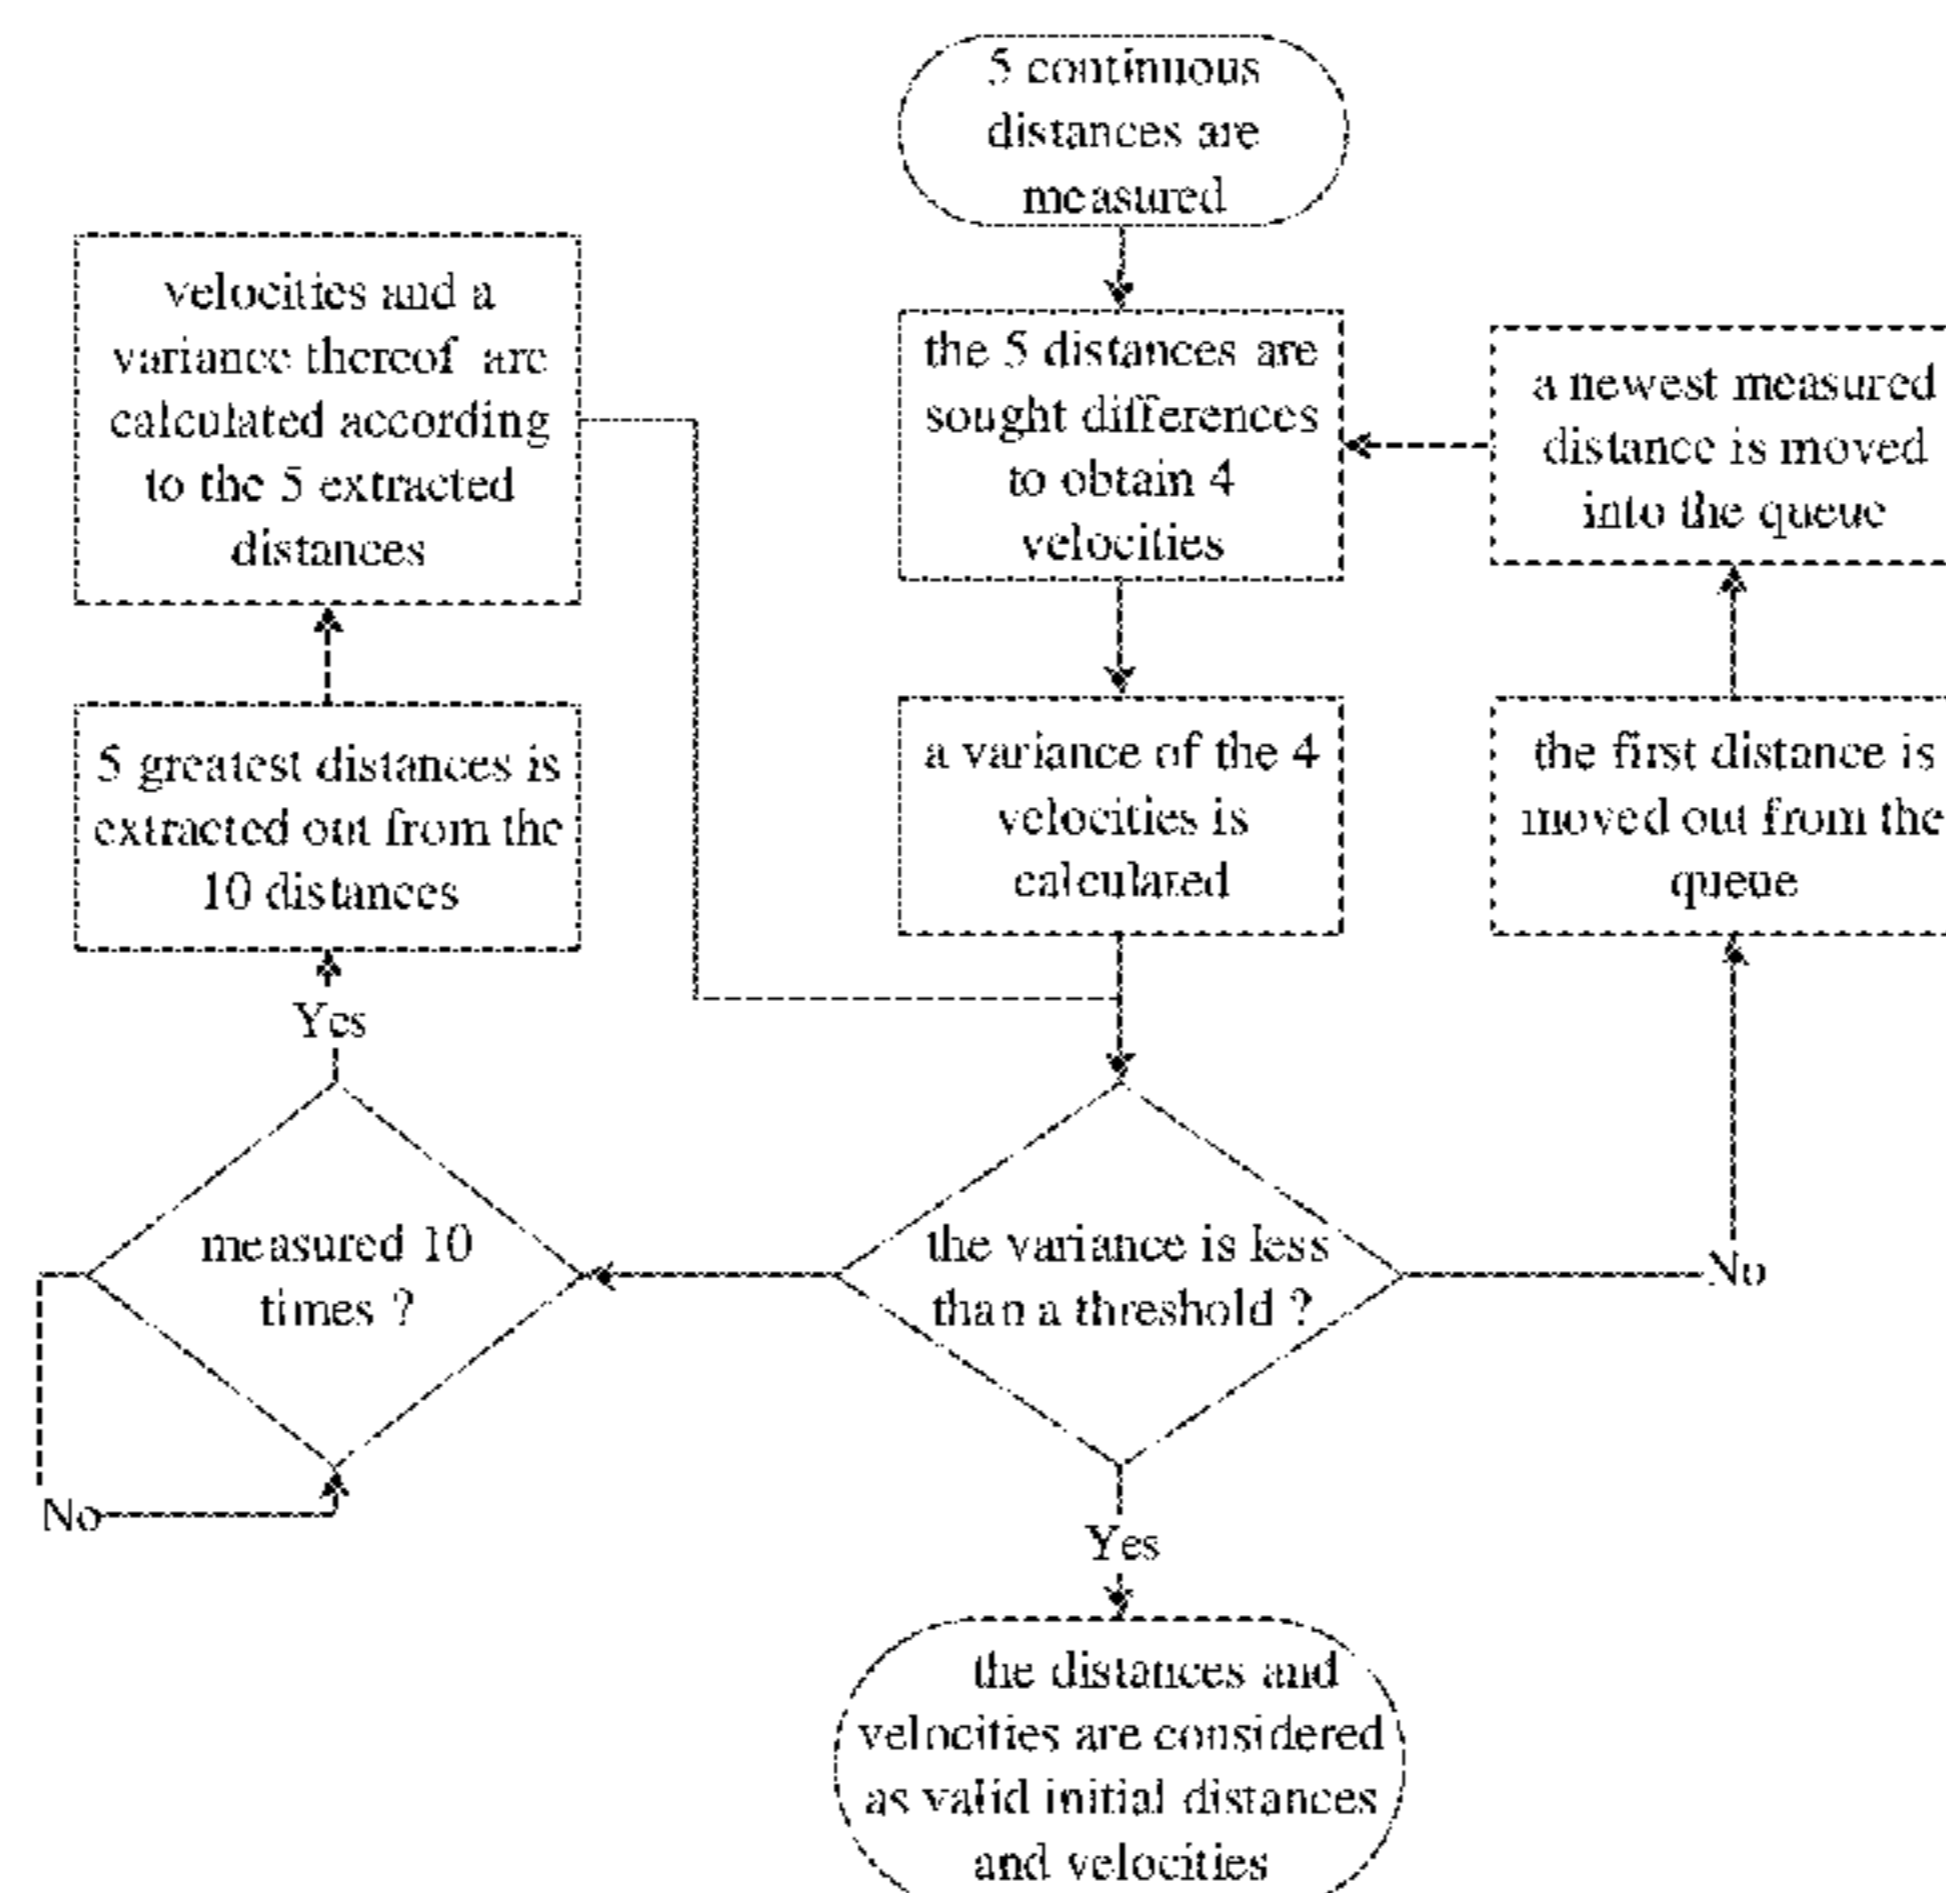 5 continuous
distances are
measured
velocities and a
variance thereof are
calculated according
to the 5 extracted
distances
the 5 distances are
sought differences
to obtain 4
velocities
a newest measured
distance is moved
into the queue
5 greatest distances is
extracted out from the
10 distances
a variance of the 4
velocities is
calculated
the first distance is
moved out from the
queue
Yes
measured 10
times ?
the variance is less
than a threshold ?
No
No
Yes
the distances and
velocities are considered
as valid initial distances
and velocities